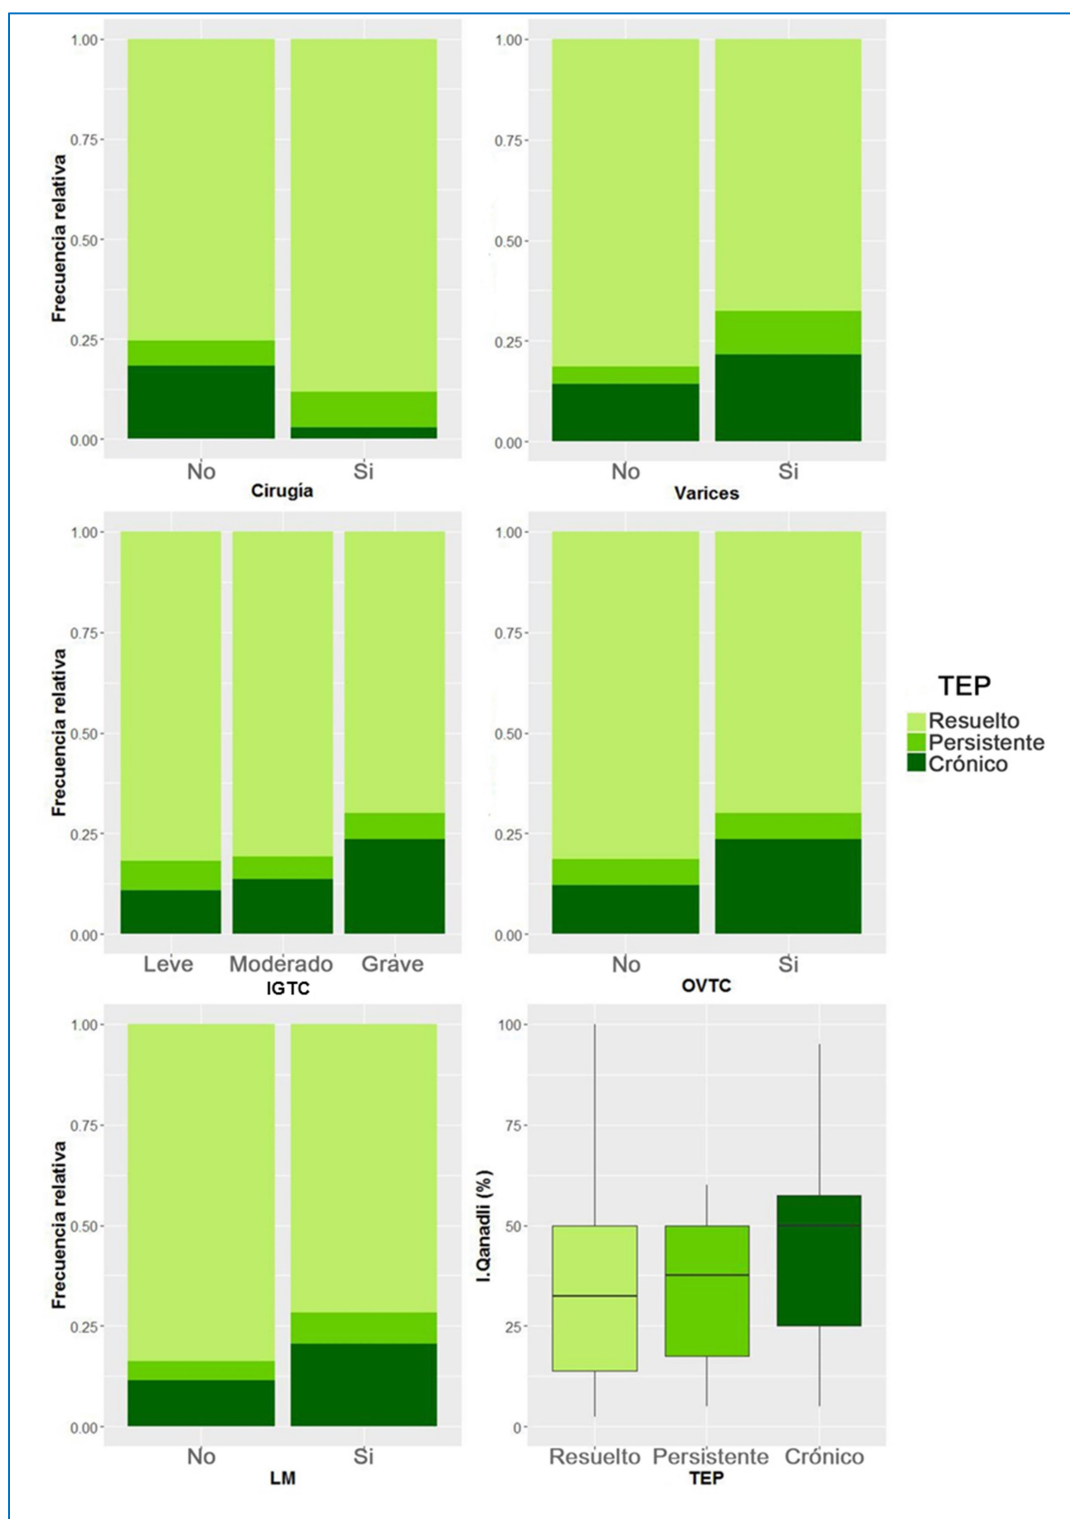 1.00
0.75
0.50
0.25
0.00
Frecuencia relativa
No Si
Cirugía
1.00
0.75
0.50
0.25
0.00
No Si
Varices
1.00
0.75
0.50
0.25
0.00
Frecuencia relativa
Leve Moderado Grave
IGTC
1.00
0.75
0.50
0.25
0.00
No Si
OVTC
TEP
Resuelto
Persistente
Crónico
1.00
0.75
0.50
0.25
0.00
Frecuencia relativa
No Si
LM
100
75
50
25
0
I.Qanadli (%)
Resuelto Persistente Crónico
TEP